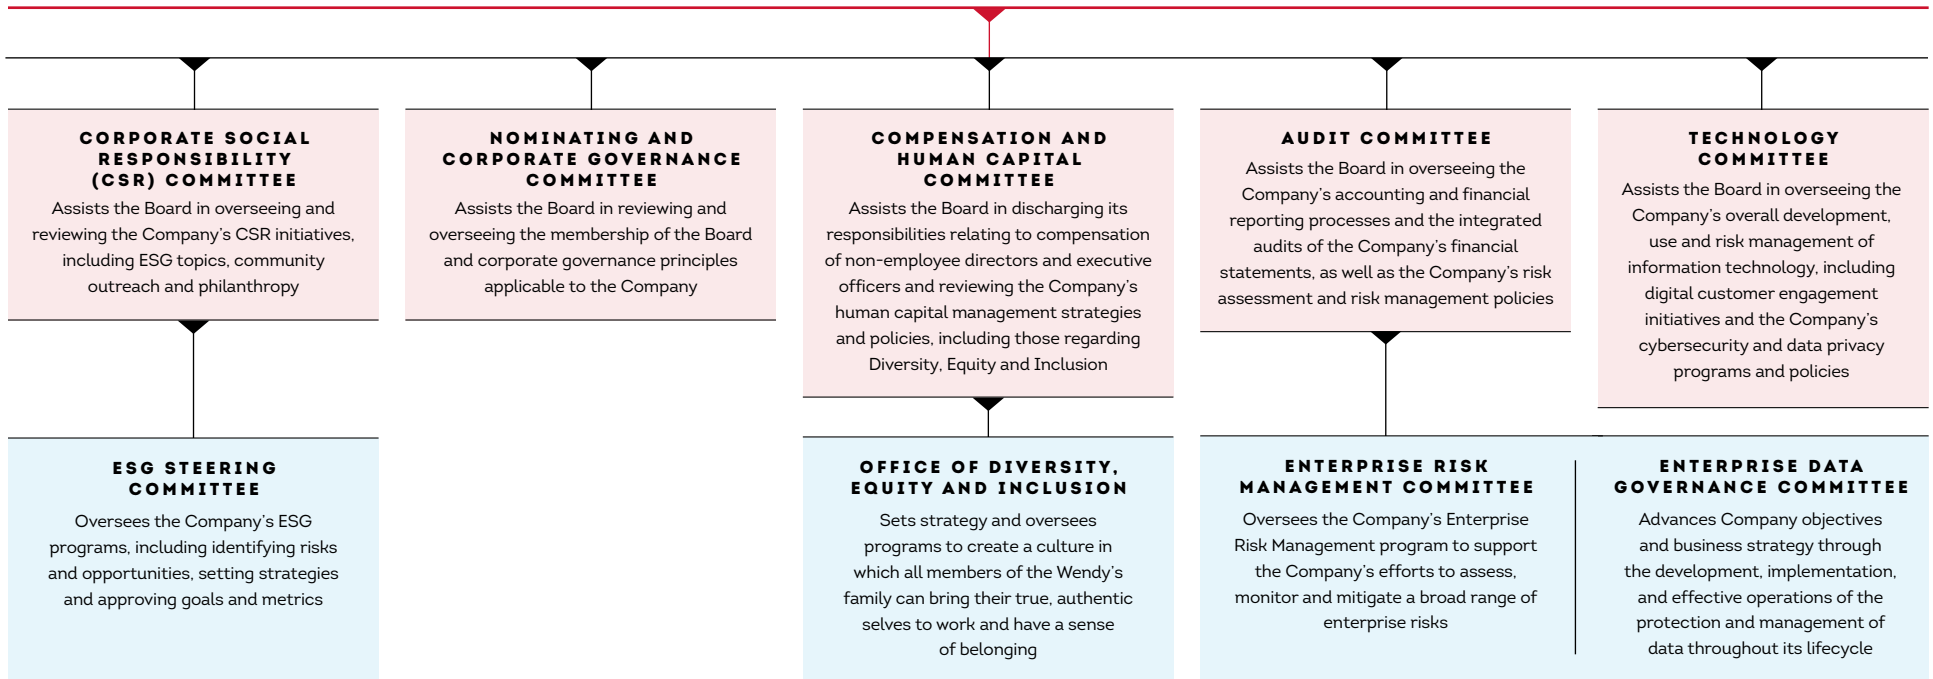 CORPORATE SOCIAL
RESPONSIBILITY
(CSR) COMMITTEE
Assists the Board in overseeing and
reviewing the Company's CSR initiatives,
including ESG topics, community
outreach and philanthropy
NOMINATING AND
CORPORATE GOVERNANCE
COMMITTEE
Assists the Board in reviewing and
overseeing the membership of the Board
and corporate governance principles
applicable to the Company
COMPENSATION AND
HUMAN CAPITAL
COMMITTEE
Assists the Board in discharging its
responsibilities relating to compensation
of non-employee directors and executive
officers and reviewing the Company's
human capital management strategies
and policies, including those regarding
Diversity, Equity and Inclusion
AUDIT COMMITTEE
Assists the Board in overseeing the
Company's accounting and financial
reporting processes and the integrated
audits of the Company's financial
statements, as well as the Company's risk
assessment and risk management policies
TECHNOLOGY
COMMITTEE
Assists the Board in overseeing the
Company's overall development,
use and risk management of
information technology, including
digital customer engagement
initiatives and the Company's
cybersecurity and data privacy
programs and policies
ESG STEERING
COMMITTEE
Oversees the Company's ESG
programs, including identifying risks
and opportunities, setting strategies
and approving goals and metrics
OFFICE OF DIVERSITY,
EQUITY AND INCLUSION
Sets strategy and oversees
programs to create a culture in
which all members of the Wendy's
family can bring their true, authentic
selves to work and have a sense
of belonging
ENTERPRISE RISK
MANAGEMENT COMMITTEE
Oversees the Company's Enterprise
Risk Management program to support
the Company's efforts to assess,
monitor and mitigate a broad range of
enterprise risks
ENTERPRISE DATA
GOVERNANCE COMMITTEE
Advances Company objectives
and business strategy through
the development, implementation,
and effective operations of the
protection and management of
data throughout its lifecycle